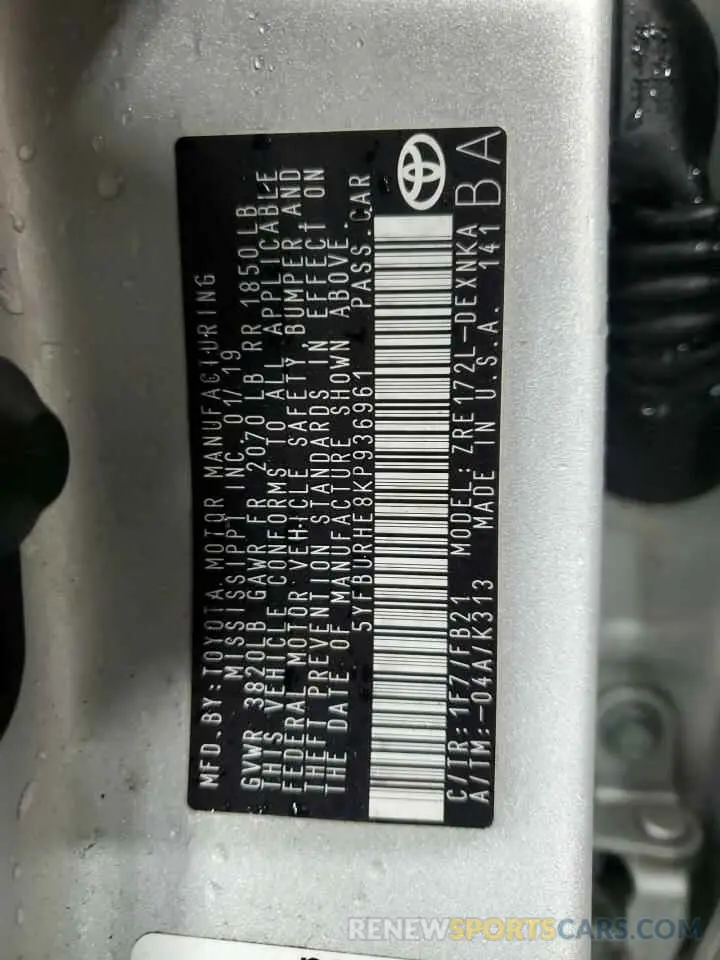 MFD. BY: TOYOTA MOTOR MANUFACTURING
MISSISSIPPI INC. 01/19
GVWR 3820LB GAWR FR 2070 LB RR 1850LB
THIS VEHICLE CONFORMS TO ALL APPLICABLE
FEDERAL MOTOR VEHICLE SAFETY, BUMPER AND
THEFT PREVENTION STANDARDS IN EFFECT ON
THE DATE OF MANUFACTURE SHOWN ABOVE.
5YFBURHE8KP936961 PASS.CAR
C/TR: 1F7/FB21 MODEL: ZRE172L-DEXNKA
A/TM:-04A/K313 MADE IN U.S.A. 141 BA
RENEWSPORTSCARS.COM